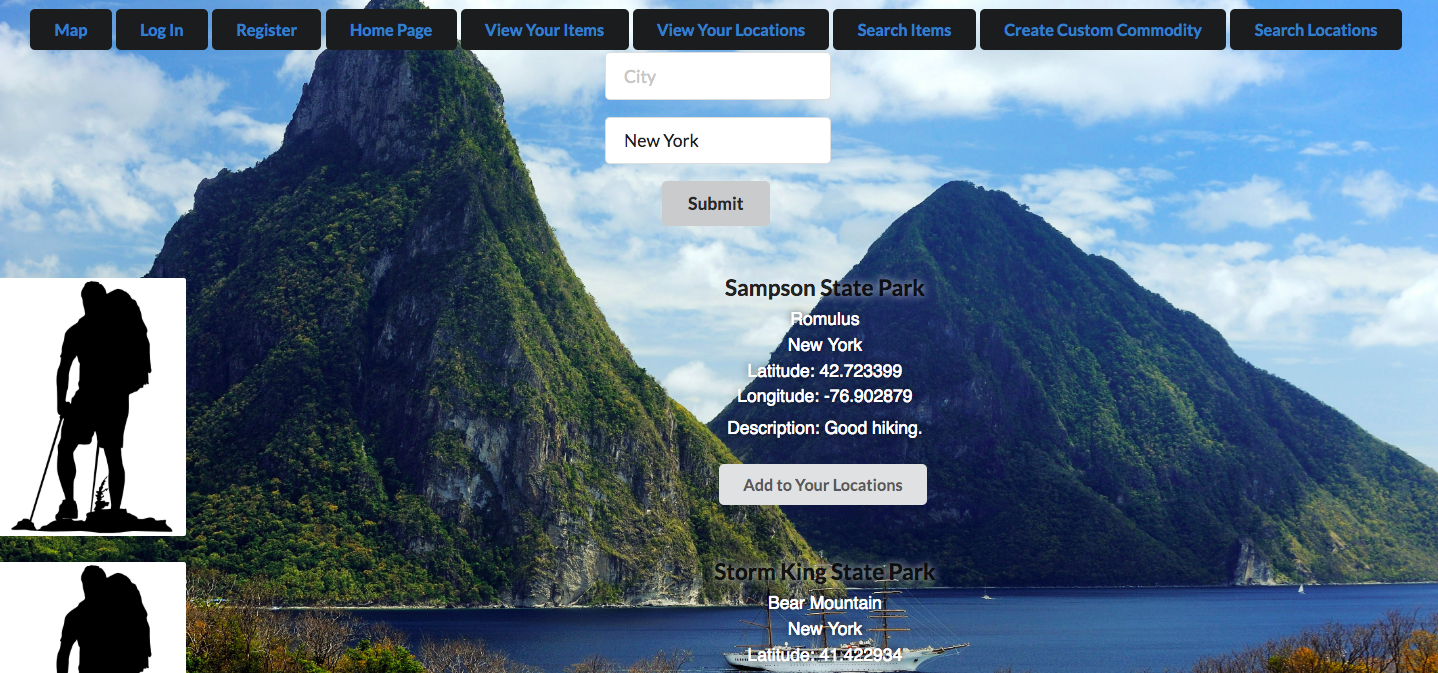 Map Log In Register Home Page View Your Items View Your Locations Search Items Create Custom Commodity Search Locations
City
New York
Submit
Sampson State Park
Romulus
New York
Latitude: 42.723399
Longitude: -76.902879
Description: Good hiking.
Add to Your Locations
Storm King State Park
Bear Mountain
New York
Latitude: 41.422934